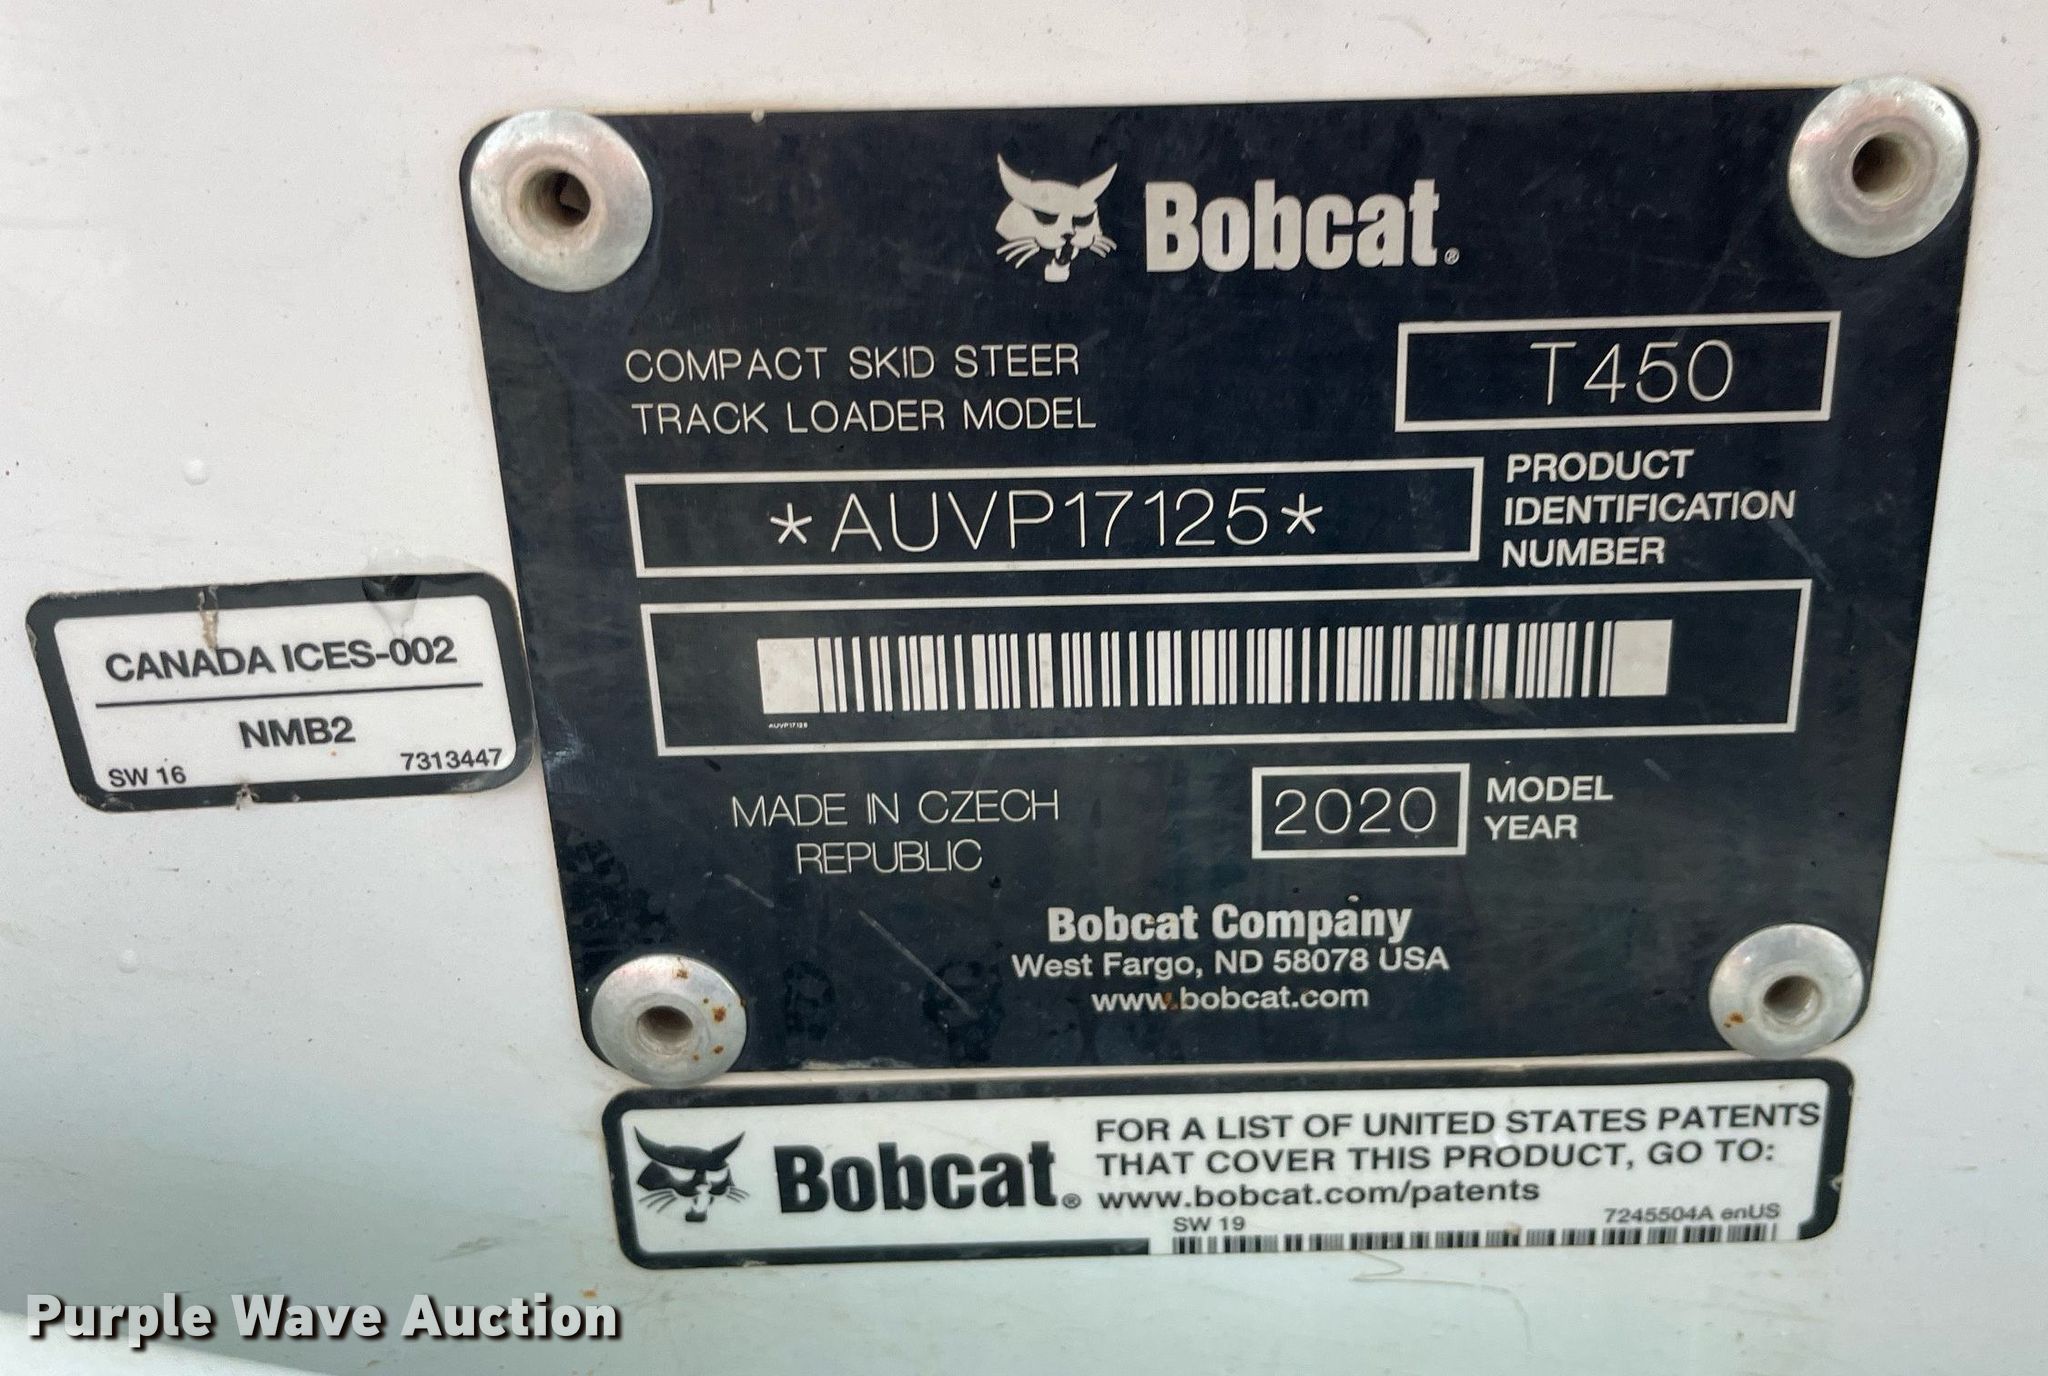 Bobcat®
COMPACT SKID STEER
TRACK LOADER MODEL
T450
*AUVP17125*
PRODUCT
IDENTIFICATION
NUMBER
AUVP17125
MADE IN CZECH
REPUBLIC
2020
MODEL
YEAR
Bobcat Company
West Fargo, ND 58078 USA
www.bobcat.com
CANADA ICES-002
NMB2
SW 16
7313447
Bobcat®
FOR A LIST OF UNITED STATES PATENTS
THAT COVER THIS PRODUCT, GO TO:
www.bobcat.com/patents
SW 19
7245504A enUS
Purple Wave Auction